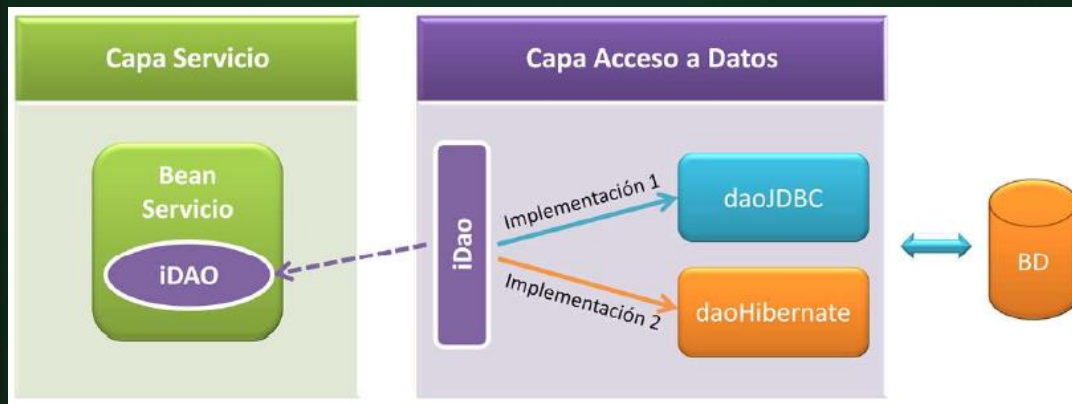 Capa Servicio
Capa Acceso a Datos
Bean
Servicio
iDAO
iDao
Implementación 1
Implementación 2
daoJDBC
daoHibernate
BD